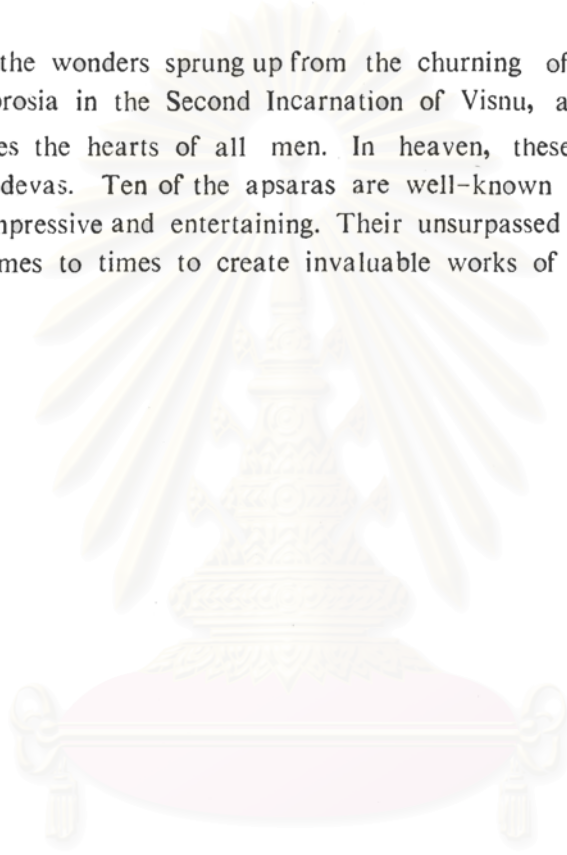 the wonders sprung up from the churning of
brosia in the Second Incarnation of Visnu, a
es the hearts of all men. In heaven, these
devas. Ten of the apsaras are well-known
npressive and entertaining. Their unsurpassed
mes to times to create invaluable works of